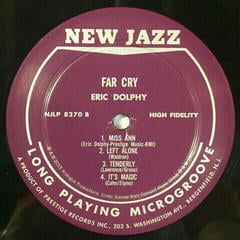 NEW JAZZ
FAR CRY
ERIC DOLPHY
NJLP 8270 B
HIGH FIDELITY
1. MISS ANN
(Eric Dolphy-Prestige Music-BMI)
2. LEFT ALONE
(Waldron)
3. TENDERLY
(Lawrence/Gross)
4. IT'S MAGIC
(Cahn/Styne)
LONG PLAYING MICROGROOVE
A PRODUCT OF PRESTIGE RECORDS INC., 203 S. WASHINGTON AVE. BERGENFIELD, N.J.